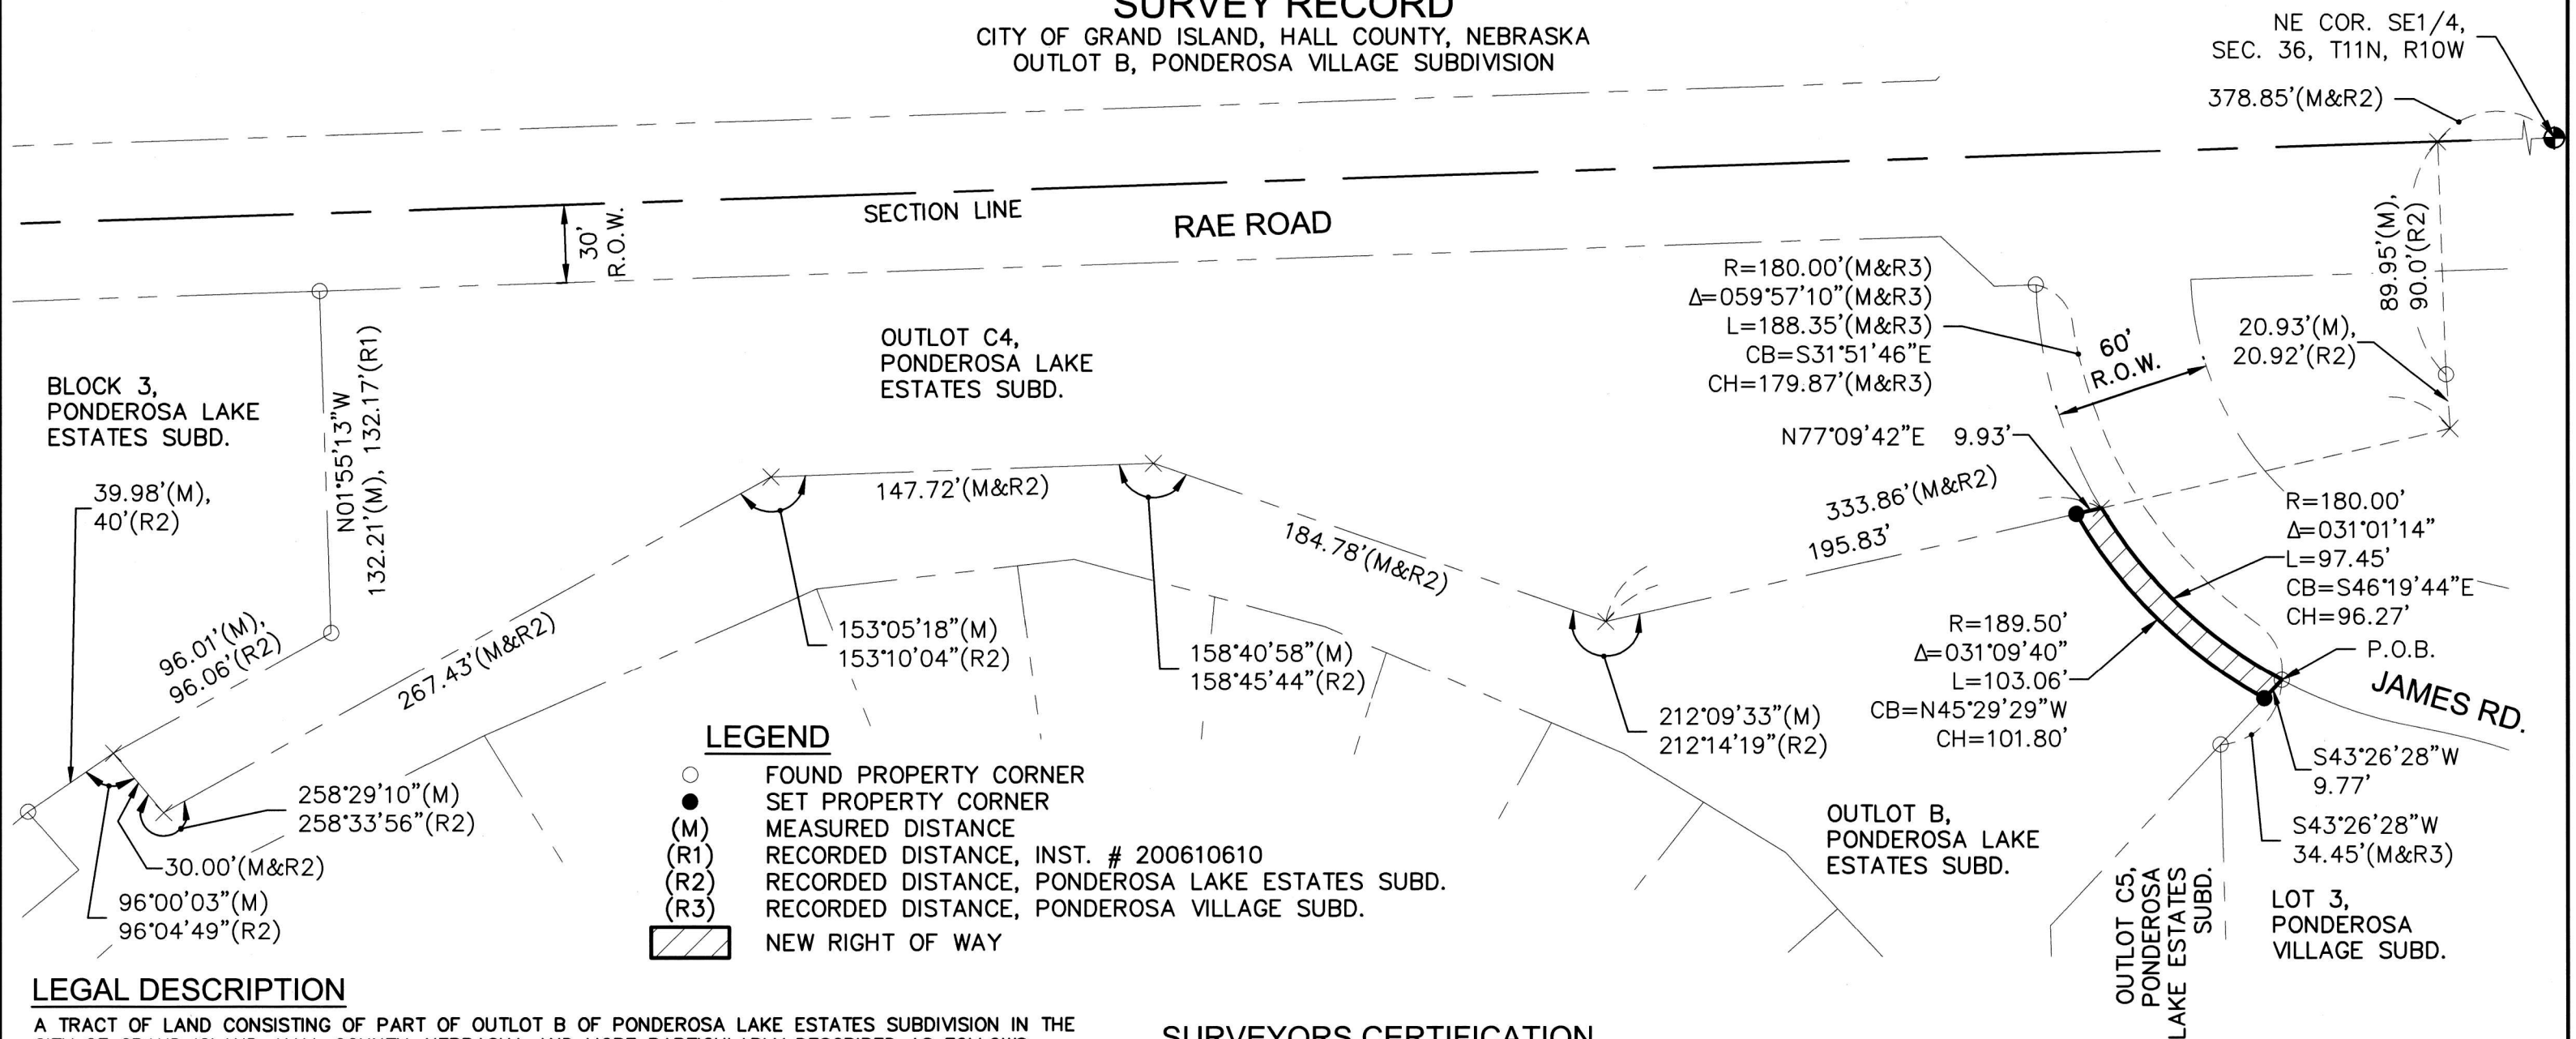 SURVEY RECORD
CITY OF GRAND ISLAND, HALL COUNTY, NEBRASKA
OUTLOT B, PONDEROSA VILLAGE SUBDIVISION
NE COR. SE1/4,
SEC. 36, T11N, R10W
378.85'(M&R2)
SECTION LINE
RAE ROAD
30'
R.O.W.
89.95'(M),
90.0'(R2)
R=180.00'(M&R3)
Δ=059°57'10"(M&R3)
L=188.35'(M&R3)
CB=S31°51'46"E
CH=179.87'(M&R3)
60'
R.O.W.
20.93'(M),
20.92'(R2)
OUTLOT C4,
PONDEROSA LAKE
ESTATES SUBD.
BLOCK 3,
PONDEROSA LAKE
ESTATES SUBD.
N01°55'13"W
132.21'(M), 132.17'(R1)
39.98'(M),
40'(R2)
N77°09'42"E 9.93'
147.72'(M&R2)
184.78'(M&R2)
333.86'(M&R2)
195.83'
R=180.00'
Δ=031°01'14"
L=97.45'
CB=S46°19'44"E
CH=96.27'
P.O.B.
JAMES RD.
96.01'(M),
96.06'(R2)
267.43'(M&R2)
153°05'18"(M)
153°10'04"(R2)
158°40'58"(M)
158°45'44"(R2)
212°09'33"(M)
212°14'19"(R2)
R=189.50'
Δ=031°09'40"
L=103.06'
CB=N45°29'29"W
CH=101.80'
S43°26'28"W
9.77'
S43°26'28"W
34.45'(M&R3)
258°29'10"(M)
258°33'56"(R2)
30.00'(M&R2)
96°00'03"(M)
96°04'49"(R2)
LEGEND
FOUND PROPERTY CORNER
SET PROPERTY CORNER
(M) MEASURED DISTANCE
(R1) RECORDED DISTANCE, INST. # 200610610
(R2) RECORDED DISTANCE, PONDEROSA LAKE ESTATES SUBD.
(R3) RECORDED DISTANCE, PONDEROSA VILLAGE SUBD.
NEW RIGHT OF WAY
OUTLOT B,
PONDEROSA LAKE
ESTATES SUBD.
OUTLOT C5,
PONDEROSA
LAKE ESTATES
SUBD.
LOT 3,
PONDEROSA
VILLAGE SUBD.
LEGAL DESCRIPTION
A TRACT OF LAND CONSISTING OF PART OF OUTLOT B OF PONDEROSA LAKE ESTATES SUBDIVISION IN THE
CITY OF GRAND ISLAND, HALL COUNTY, NEBRASKA AND MORE PARTICULARLY DESCRIBED AS FOLLOWS
SURVEYORS CERTIFICATION